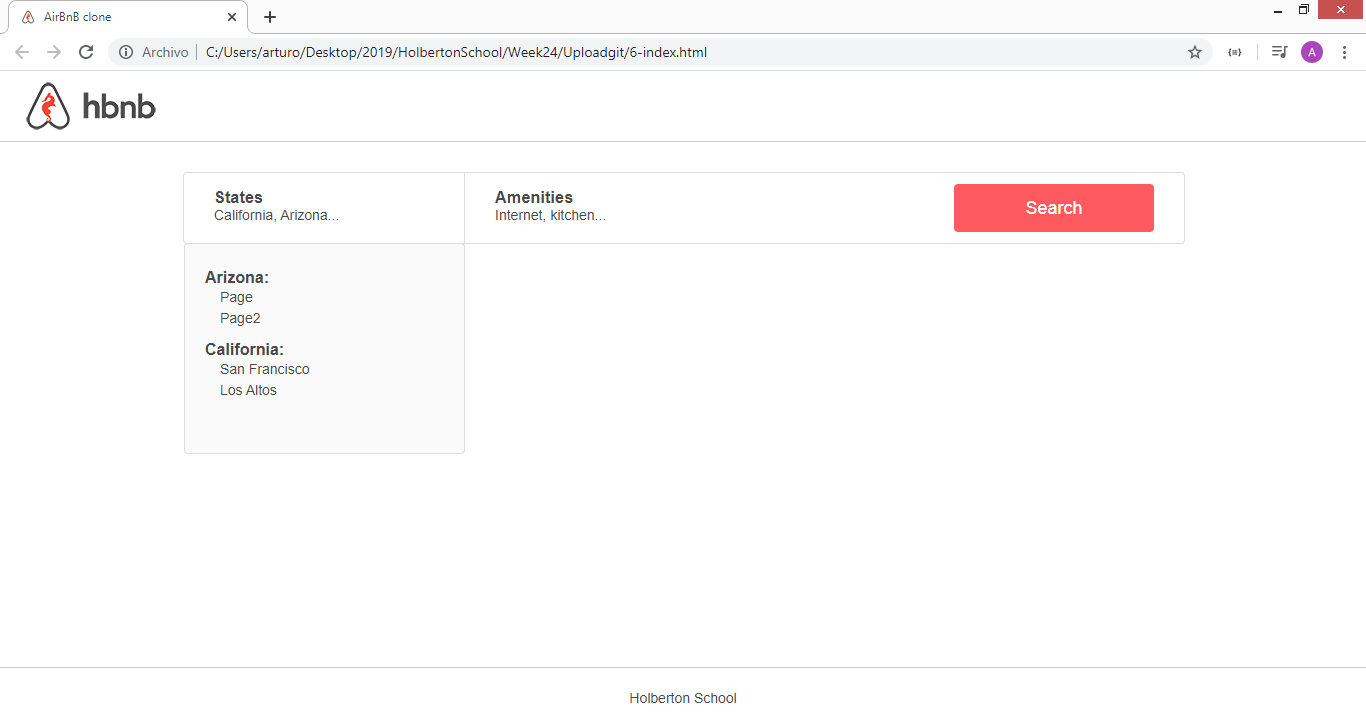 AirBnB clone
Archivo C:/Users/arturo/Desktop/2019/HolbertonSchool/Week24/Uploadgit/6-index.html A
hbnb
States
California, Arizona...
Amenities
Internet, kitchen...
Search
Arizona:
Page
Page2
California:
San Francisco
Los Altos
Holberton School